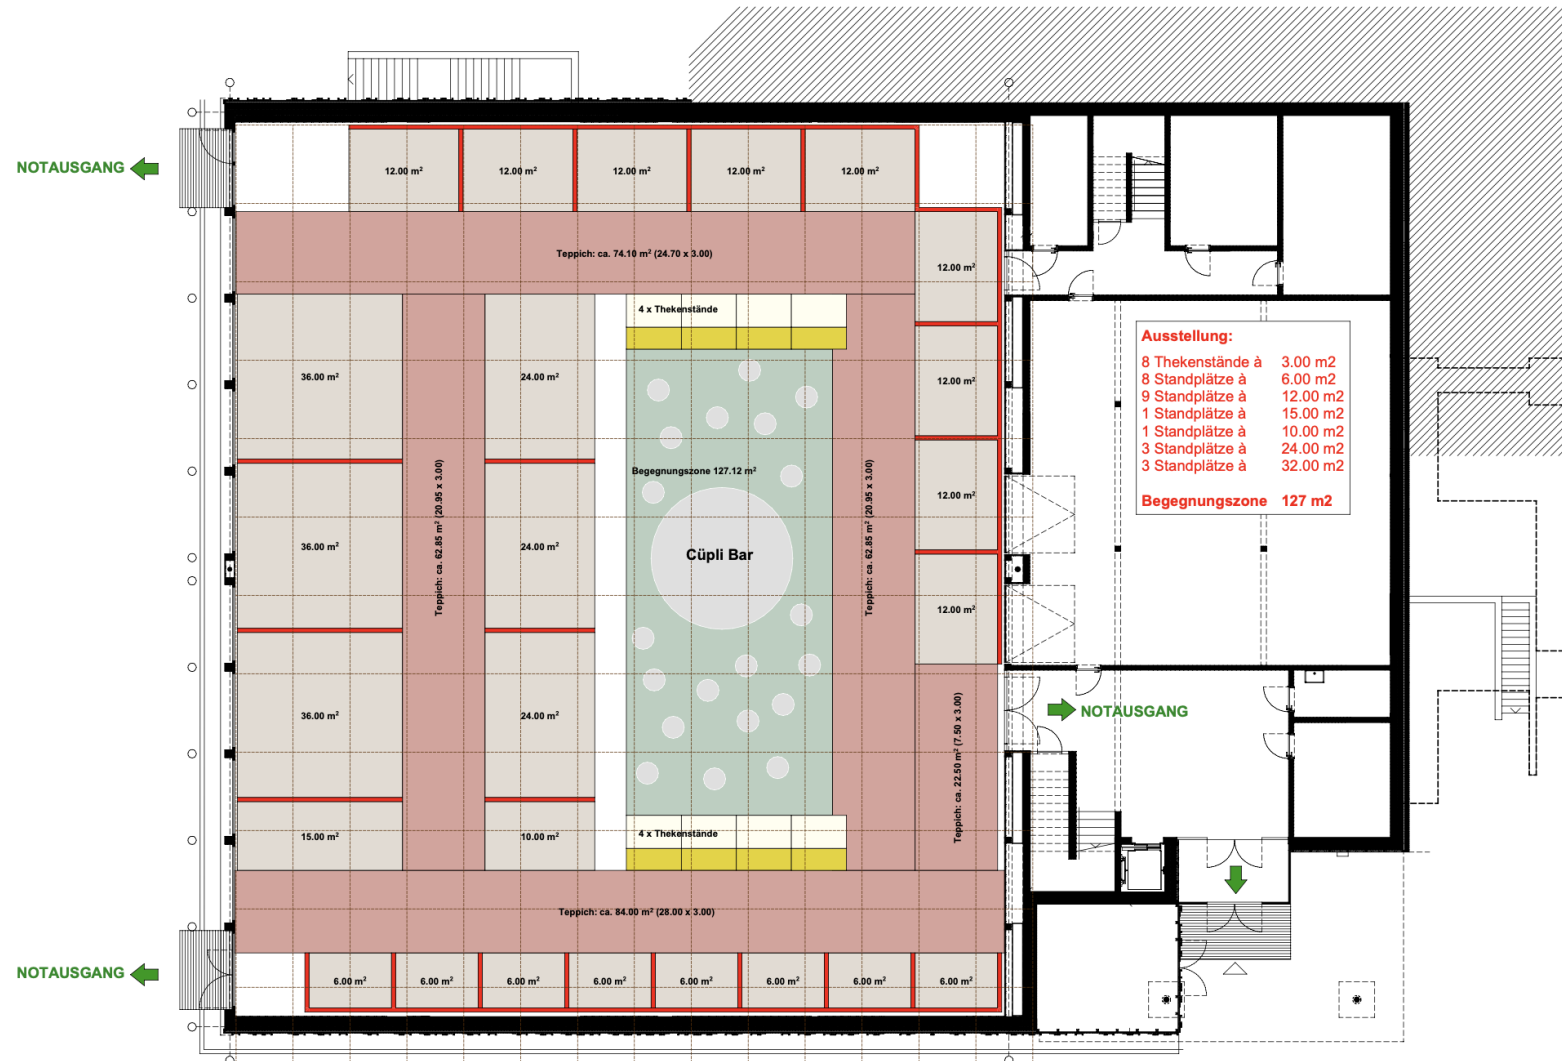 NOTAUSGANG
12.00 m²
12.00 m²
12.00 m²
12.00 m²
12.00 m²
Teppich: ca. 74.10 m² (24.70 x 3.00)
12.00 m²
4 x Thekenstände
36.00 m²
24.00 m²
12.00 m²
Ausstellung:
8 Thekenstände à 3.00 m2
8 Standplätze à 6.00 m2
9 Standplätze à 12.00 m2
1 Standplätze à 15.00 m2
1 Standplätze à 10.00 m2
3 Standplätze à 24.00 m2
3 Standplätze à 32.00 m2
Begegnungszone 127 m2
Begegnungszone 127.12 m²
Teppich: ca. 62.85 m² (20.95 x 3.00)
Teppich: ca. 62.85 m² (20.95 x 3.00)
12.00 m²
36.00 m²
24.00 m²
Cüpli Bar
12.00 m²
36.00 m²
24.00 m²
NOTAUSGANG
Teppich: ca. 22.50 m² (7.50 x 3.00)
15.00 m²
10.00 m²
4 x Thekenstände
Teppich: ca. 84.00 m² (28.00 x 3.00)
NOTAUSGANG
6.00 m²
6.00 m²
6.00 m²
6.00 m²
6.00 m²
6.00 m²
6.00 m²
6.00 m²